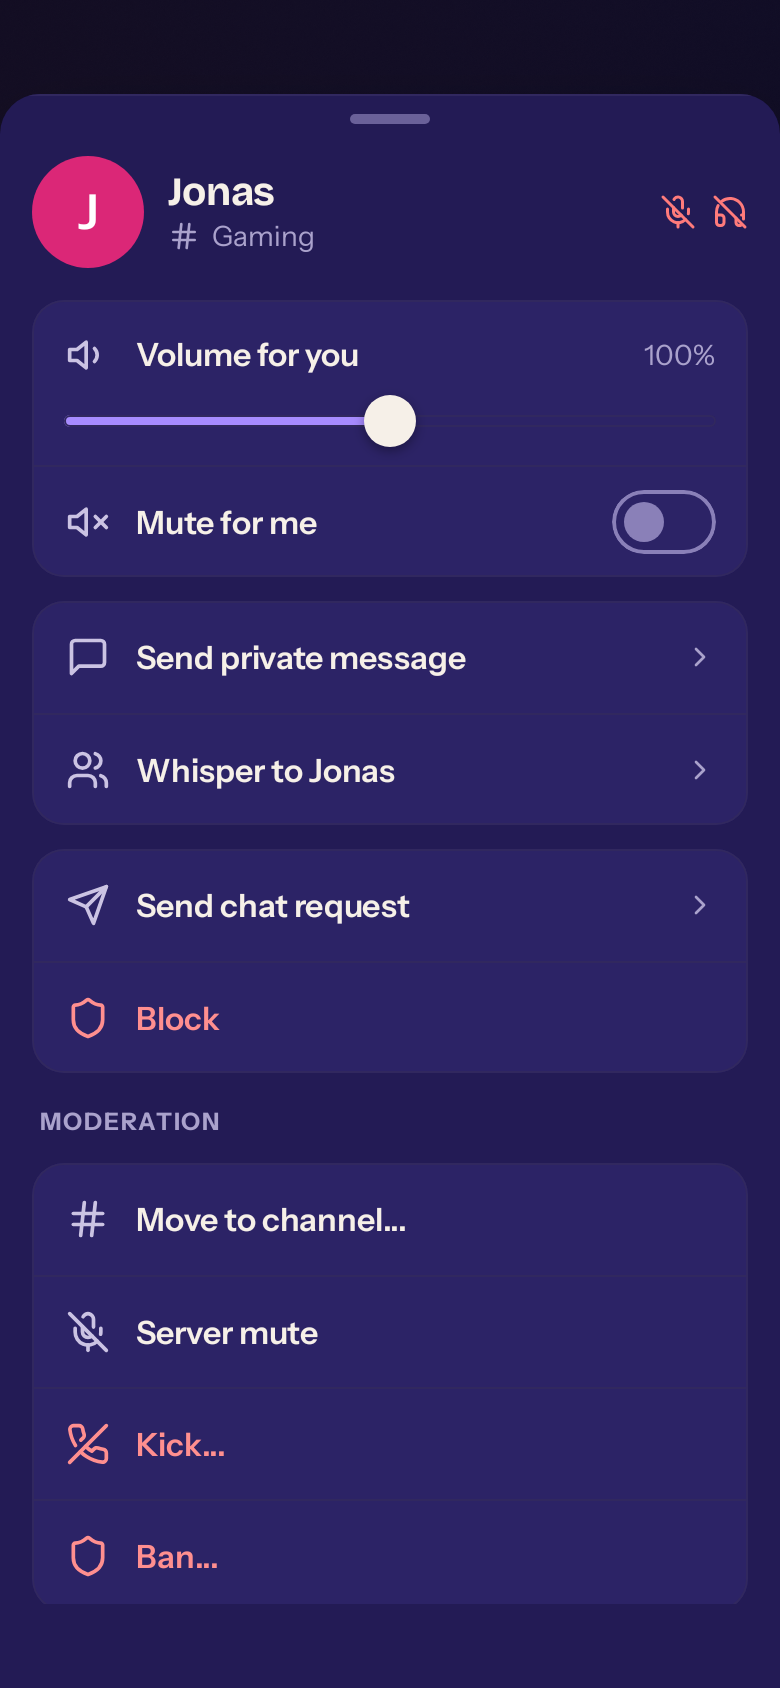 J
Jonas
# Gaming
Volume for you
100%
Mute for me
Send private message
Whisper to Jonas
Send chat request
Block
MODERATION
Move to channel...
Server mute
Kick...
Ban...